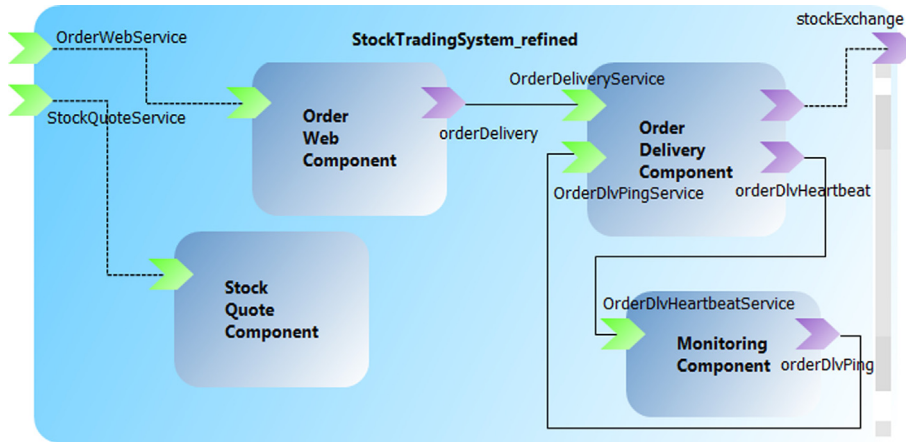 stockExchange
OrderWebService
StockTradingSystem_refined
OrderDeliveryService
StockQuoteService
Order
Web
Component
orderDelivery
Order
Delivery
Component
OrderDlvPingService
orderDlvHeartbeat
Stock
Quote
Component
OrderDlvHeartbeatService
Monitoring
Component
orderDlvPing